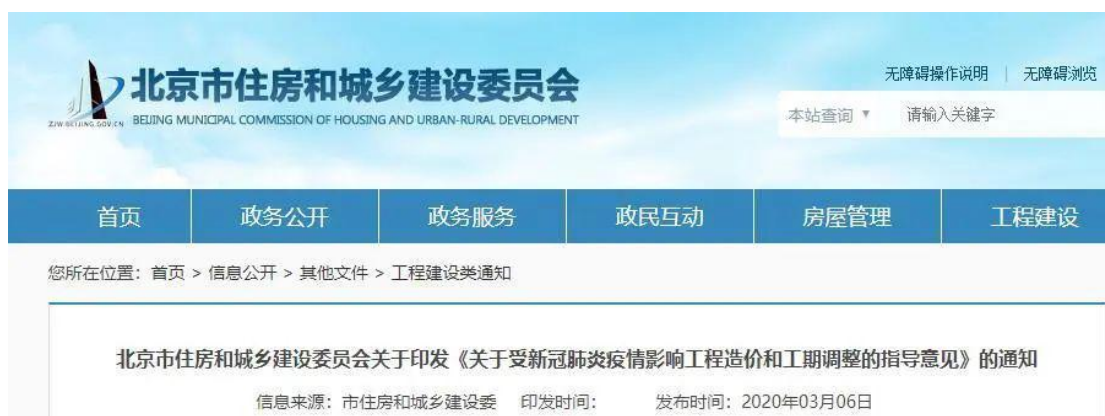 北京市住房和城乡建设委员会
ZJW.BEIJING.GOV.CN BEIJING MUNICIPAL COMMISSION OF HOUSING AND URBAN-RURAL DEVELOPMENT
无障碍操作说明 | 无障碍浏览
本站查询 ▼ 请输入关键字
首页 政务公开 政务服务 政民互动 房屋管理 工程建设
您所在位置：首页 > 信息公开 > 其他文件 > 工程建设类通知
北京市住房和城乡建设委员会关于印发《关于受新冠肺炎疫情影响工程造价和工期调整的指导意见》的通知
信息来源：市住房和城乡建设委 印发时间： 发布时间：2020年03月06日